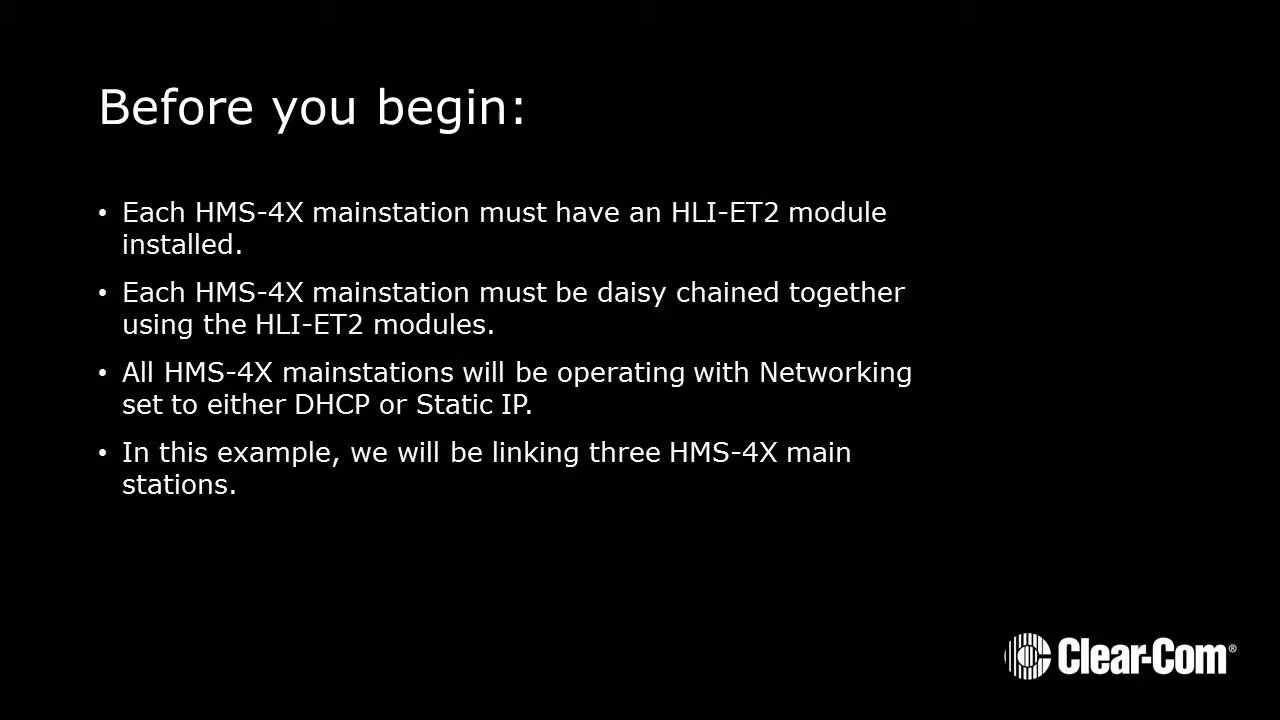 Before you begin:
• Each HMS-4X mainstation must have an HLI-ET2 module
installed.
• Each HMS-4X mainstation must be daisy chained together
using the HLI-ET2 modules.
• All HMS-4X mainstations will be operating with Networking
set to either DHCP or Static IP.
• In this example, we will be linking three HMS-4X main
stations.
Clear-Com®